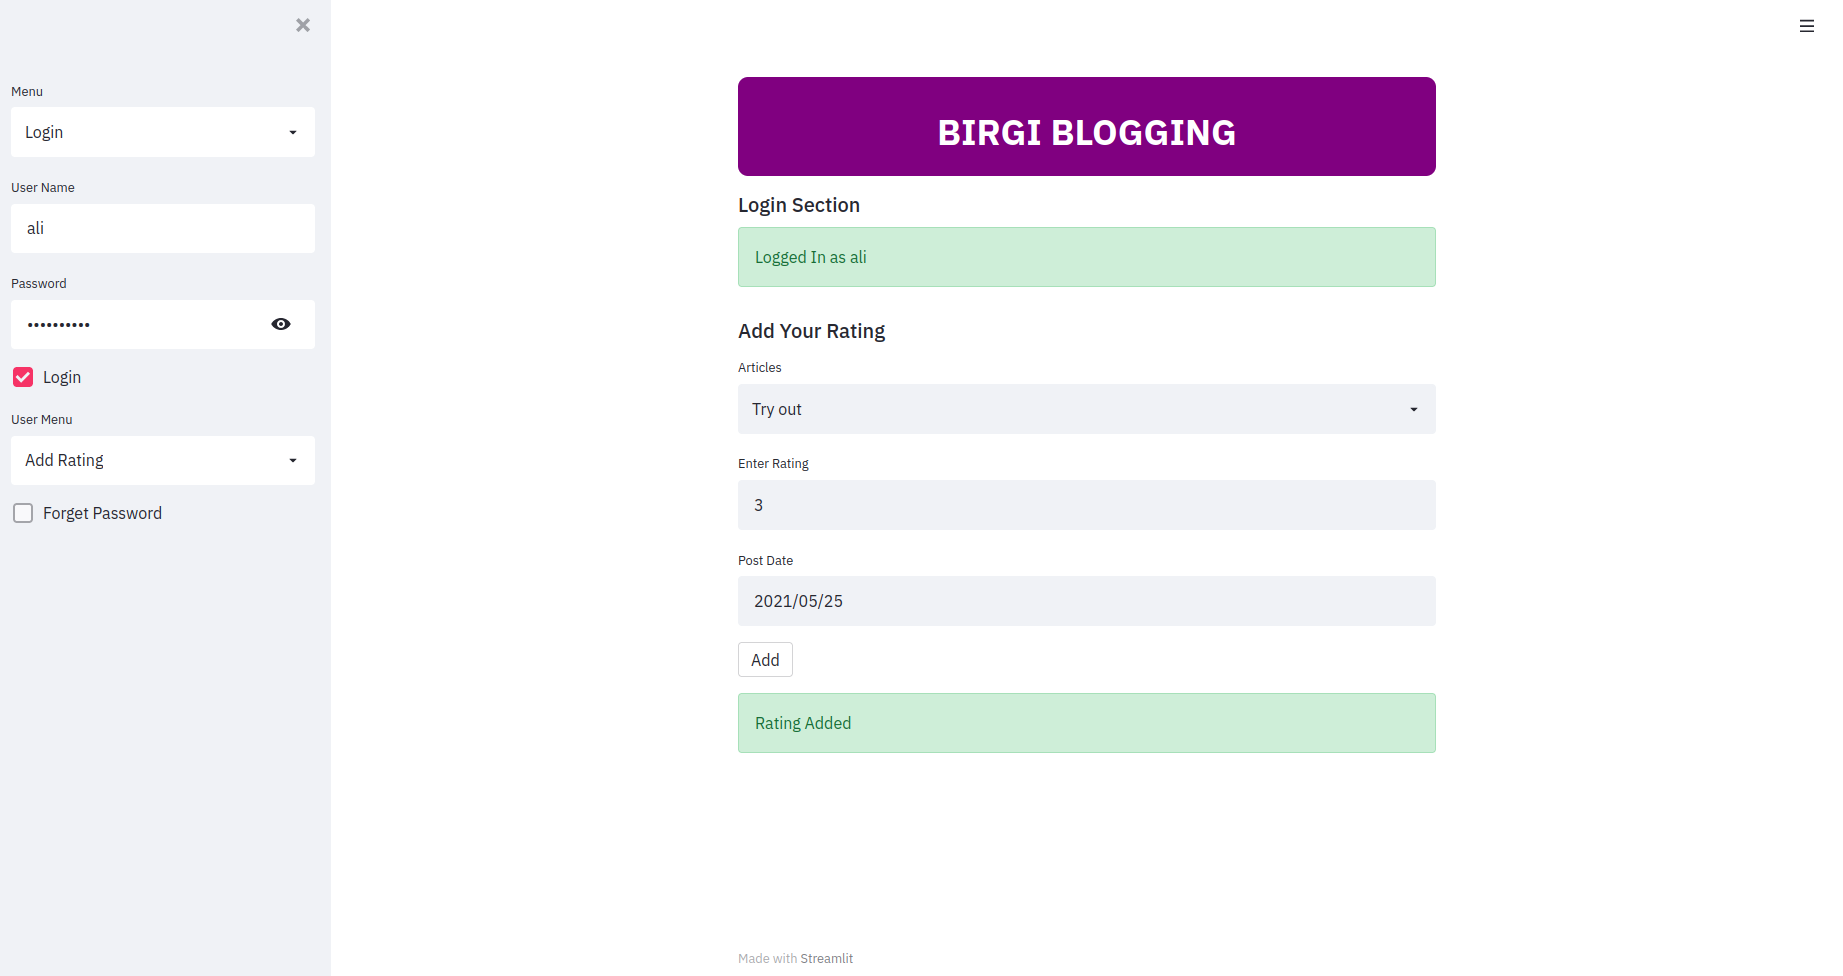 Menu
Login
User Name
ali
Password
••••••••••
Login
User Menu
Add Rating
Forget Password
BIRGI BLOGGING
Login Section
Logged In as ali
Add Your Rating
Articles
Try out
Enter Rating
3
Post Date
2021/05/25
Add
Rating Added
Made with Streamlit